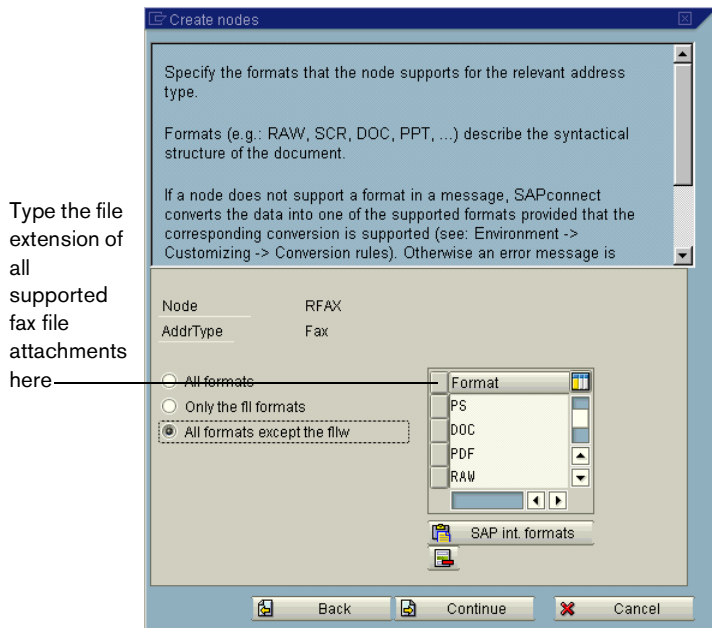 Create nodes
Specify the formats that the node supports for the relevant address
type.
Formats (e.g.: RAW, SCR, DOC, PPT, ...) describe the syntactical
structure of the document.
If a node does not support a format in a message, SAPconnect
converts the data into one of the supported formats provided that the
corresponding conversion is supported (see: Environment ->
Customizing -> Conversion rules). Otherwise an error message is
Type the file
extension of
all
supported
fax file
attachments
here
Node RFAX
AddrType Fax
All formats
Only the fll formats
All formats except the fllw
Format
PS
DOC
PDF
RAW
SAP int. formats
Back Continue Cancel